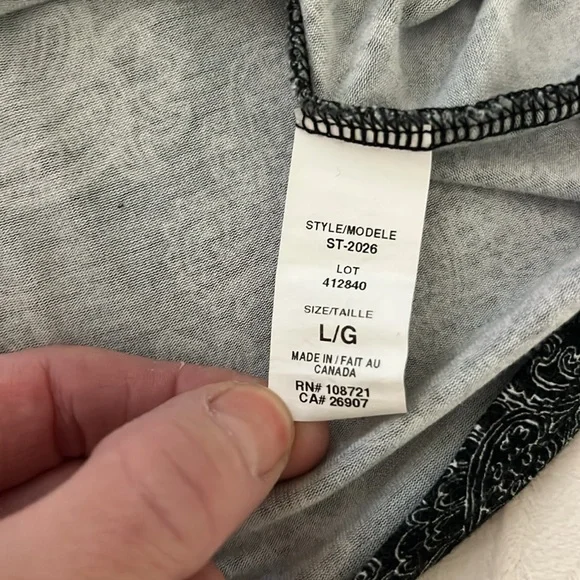 STYLE/MODELE
ST-2026
LOT
412840
SIZE/TAILLE
L/G
MADE IN / FAIT AU
CANADA
RN# 108721
CA# 26907